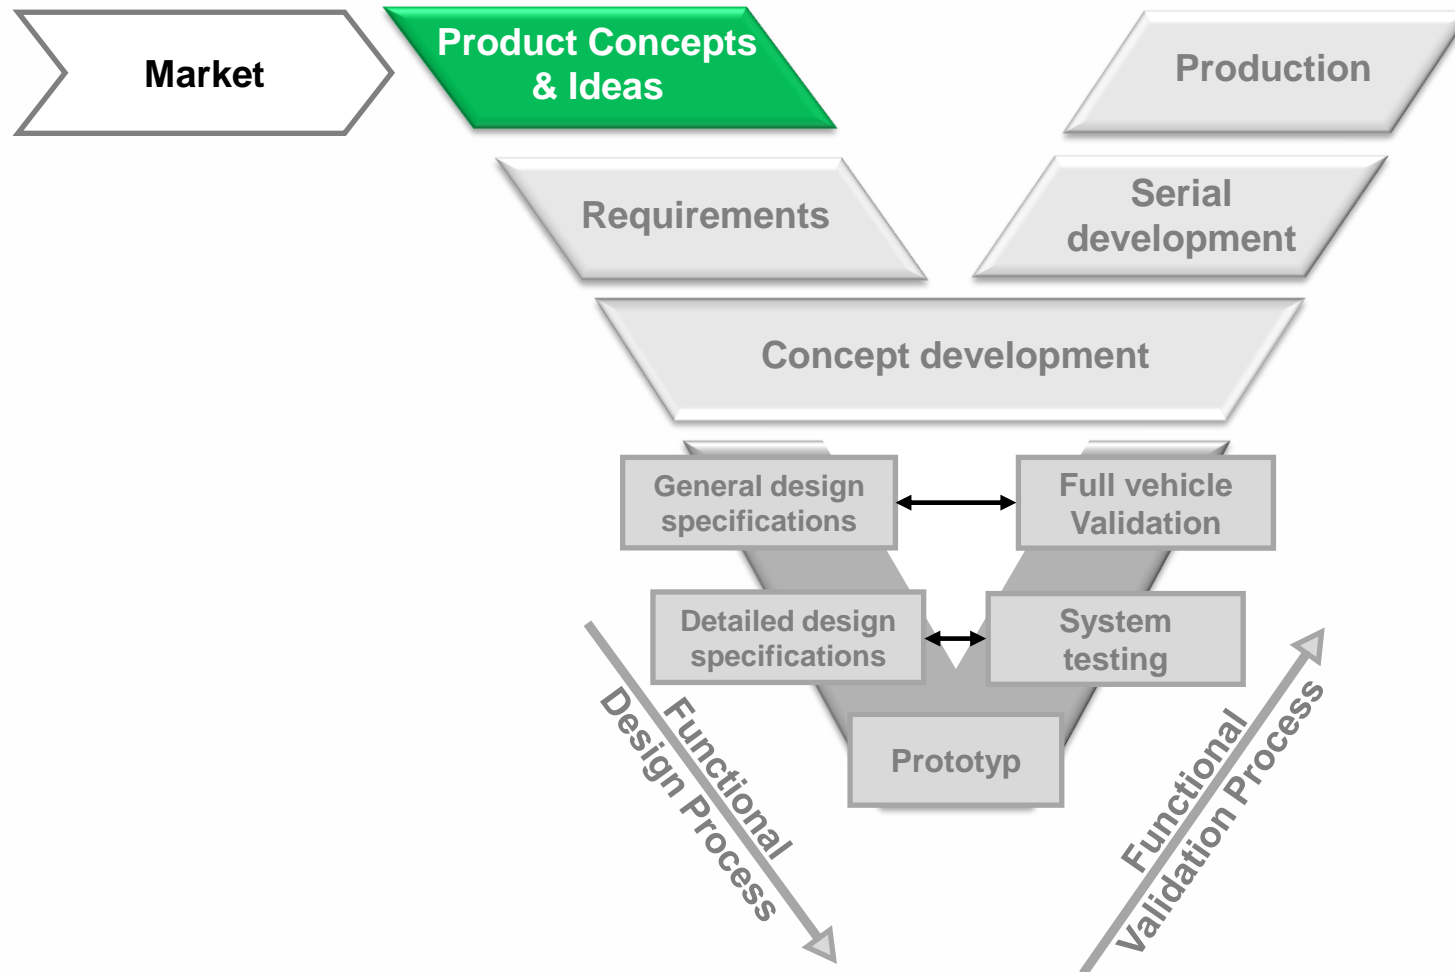 Market
Product Concepts
& Ideas
Production
Requirements
Serial
development
Concept development
General design
specifications
Full vehicle
Validation
Detailed design
specifications
System
testing
Prototyp
Functional
Design Process
Functional
Validation Process